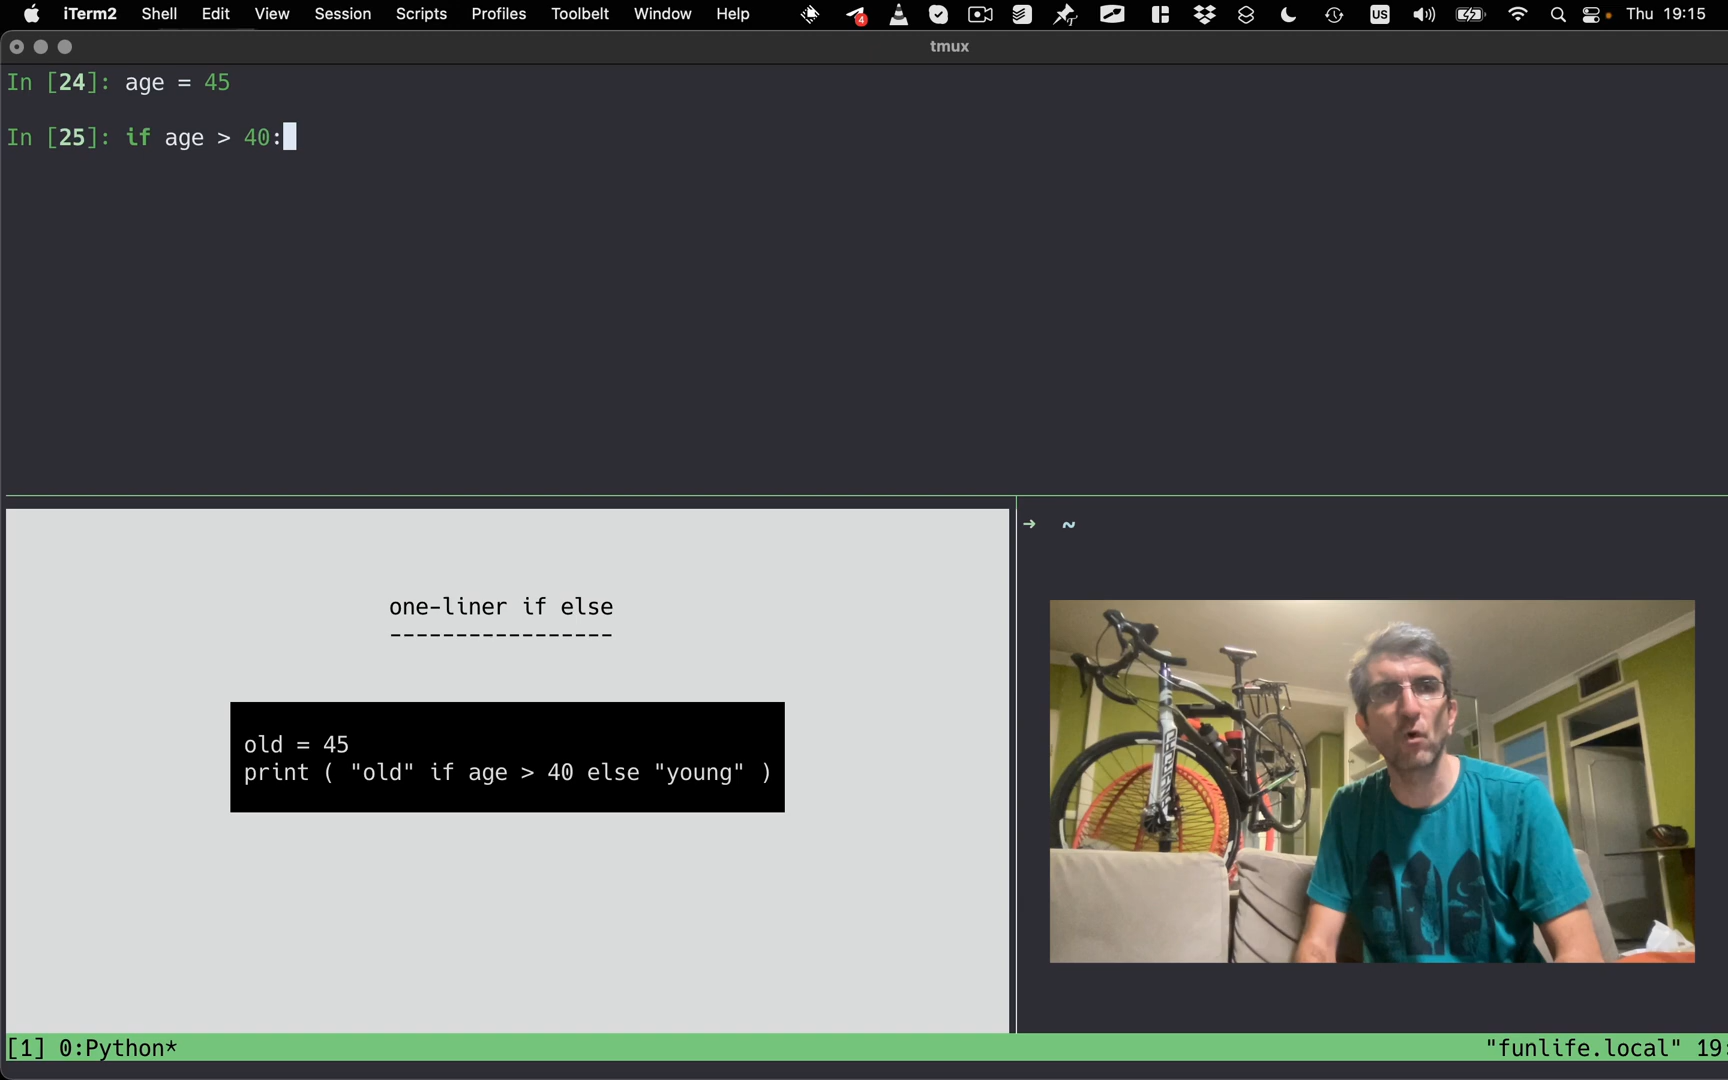 iTerm2 Shell Edit View Session Scripts Profiles Toolbelt Window Help 4 US Thu 19:15
tmux
In [24]: age = 45
In [25]: if age > 40:
one-liner if else
-----------------
old = 45
print ( "old" if age > 40 else "young" )
➜ ~
[1] 0:Python* "funlife.local" 19: